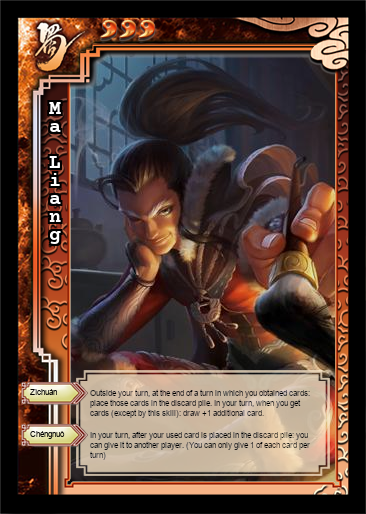 蜀
Ma Liang
Zìchuán
Outside your turn, at the end of a turn in which you obtained cards:
place those cards in the discard pile. In your turn, when you get
cards (except by this skill): draw +1 additional card.
Chéngnuò
In your turn, after your used card is placed in the discard pile: you
can give it to another player. (You can only give 1 of each card per
turn)